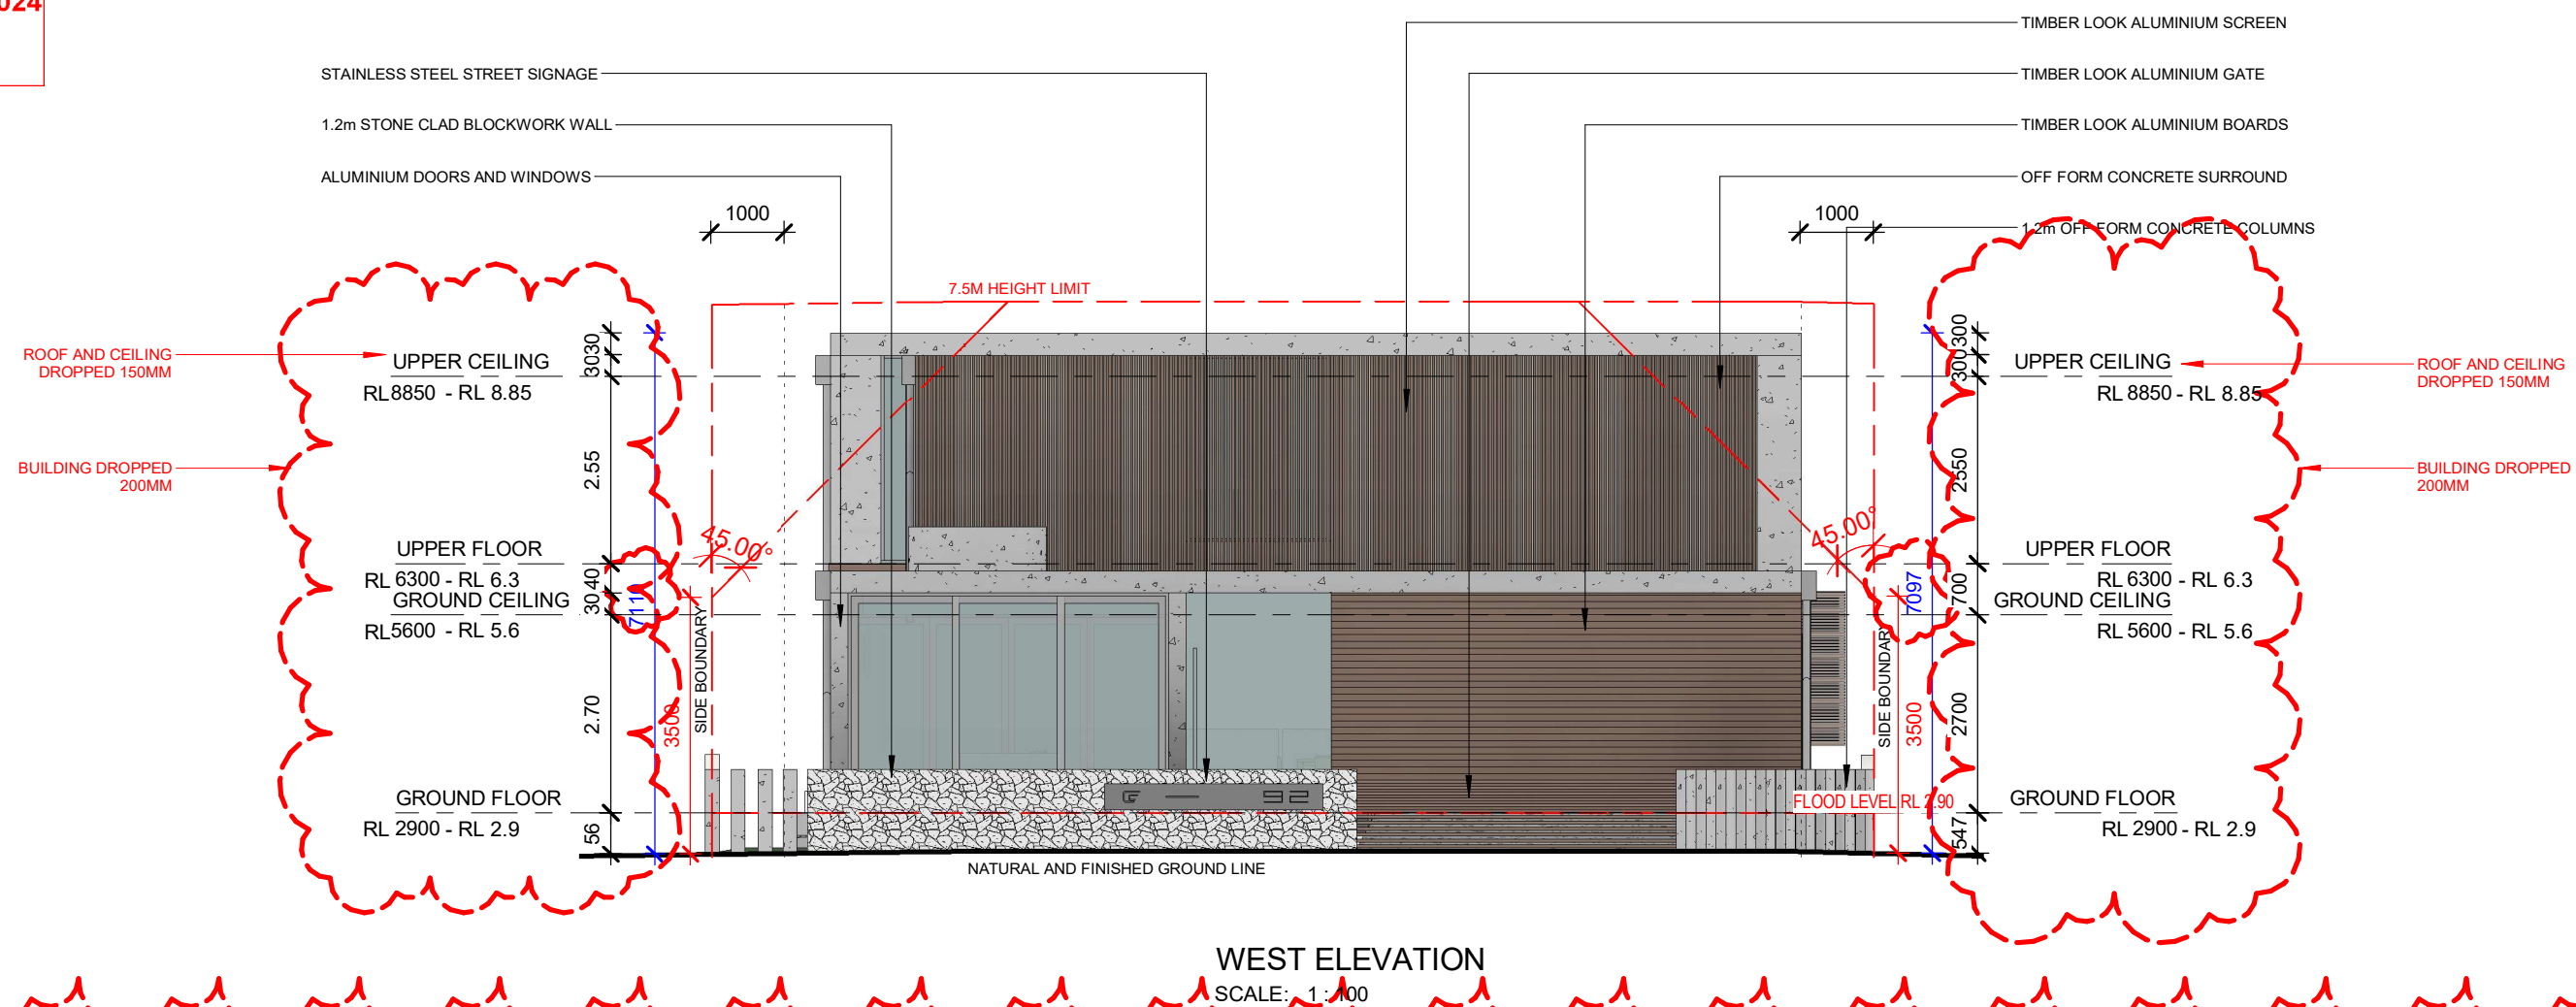 024
TIMBER LOOK ALUMINIUM SCREEN
STAINLESS STEEL STREET SIGNAGE
TIMBER LOOK ALUMINIUM GATE
1.2m STONE CLAD BLOCKWORK WALL
TIMBER LOOK ALUMINIUM BOARDS
ALUMINIUM DOORS AND WINDOWS
OFF FORM CONCRETE SURROUND
1000
1000
1.2m OFF FORM CONCRETE COLUMNS
7.5M HEIGHT LIMIT
ROOF AND CEILING
DROPPED 150MM
UPPER CEILING
RL 8850 - RL 8.85
3030
300
300
UPPER CEILING
RL 8850 - RL 8.85
ROOF AND CEILING
DROPPED 150MM
BUILDING DROPPED
200MM
2.55
2550
BUILDING DROPPED
200MM
45.00°
45.00°
UPPER FLOOR
RL 6300 - RL 6.3
GROUND CEILING
RL 5600 - RL 5.6
3040
7110
7097
700
UPPER FLOOR
RL 6300 - RL 6.3
GROUND CEILING
RL 5600 - RL 5.6
2.70
3500
SIDE BOUNDARY
SIDE BOUNDARY
3500
2700
GROUND FLOOR
RL 2900 - RL 2.9
56
92
FLOOD LEVEL RL 2.90
547
GROUND FLOOR
RL 2900 - RL 2.9
NATURAL AND FINISHED GROUND LINE
WEST ELEVATION
SCALE: 1 : 100